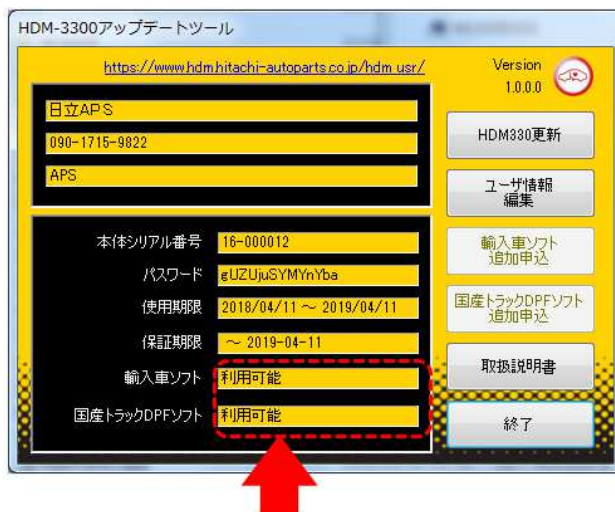 HDM-3300アップデートツール
https://www.hdm.hitachi-autoparts.co.jp/hdm_usr/
Version
1.0.0.0
日立APS
090-1715-9822
APS
HDM330更新
ユーザ情報
編集
本体シリアル番号 16-000012
パスワード gUZUjuSYMYnYba
使用期限 2018/04/11 ～ 2019/04/11
保証期限 ～ 2019-04-11
輸入車ソフト 利用可能
国産トラックDPFソフト 利用可能
輸入車ソフト
追加申込
国産トラックDPFソフト
追加申込
取扱説明書
終了